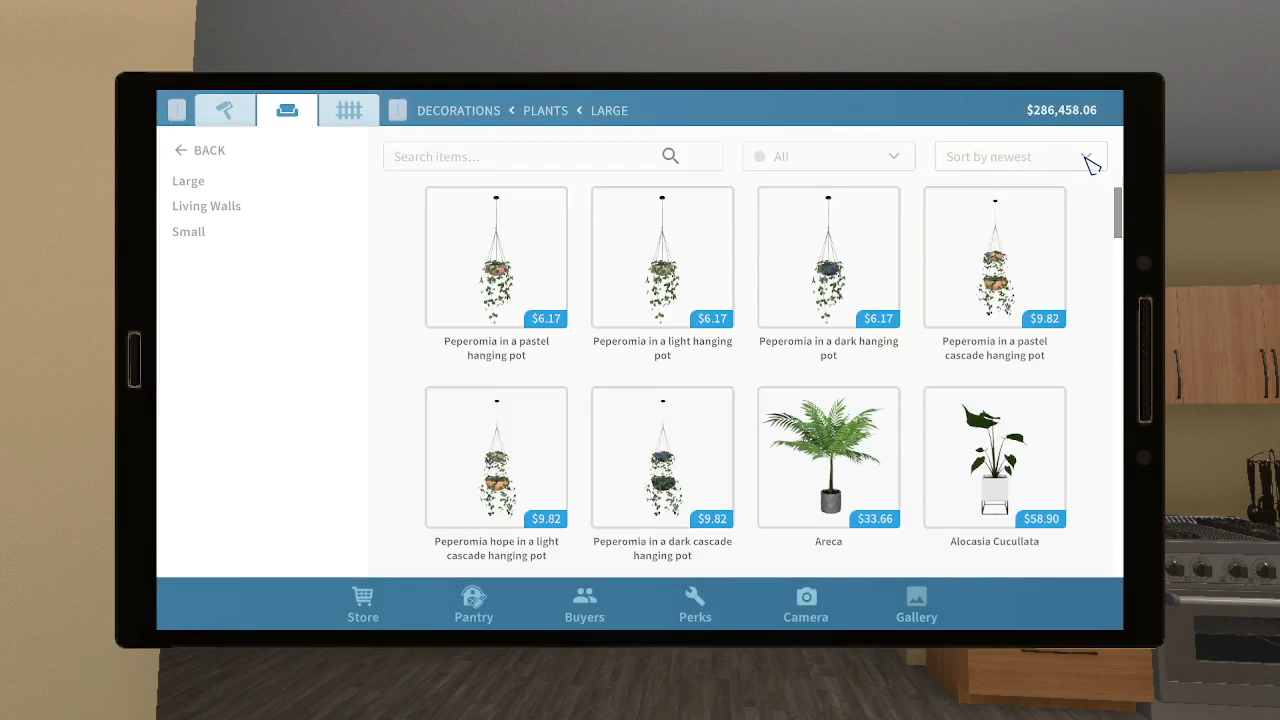 DECORATIONS < PLANTS < LARGE
$286,458.06
BACK
Large
Living Walls
Small
Search items...
All
Sort by newest
$6.17
Peperomia in a pastel
hanging pot
$6.17
Peperomia in a light hanging
pot
$6.17
Peperomia in a dark hanging
pot
$9.82
Peperomia in a pastel
cascade hanging pot
$9.82
Peperomia hope in a light
cascade hanging pot
$9.82
Peperomia in a dark cascade
hanging pot
$33.66
Areca
$58.90
Alocasia Cucullata
Store
Pantry
Buyers
Perks
Camera
Gallery